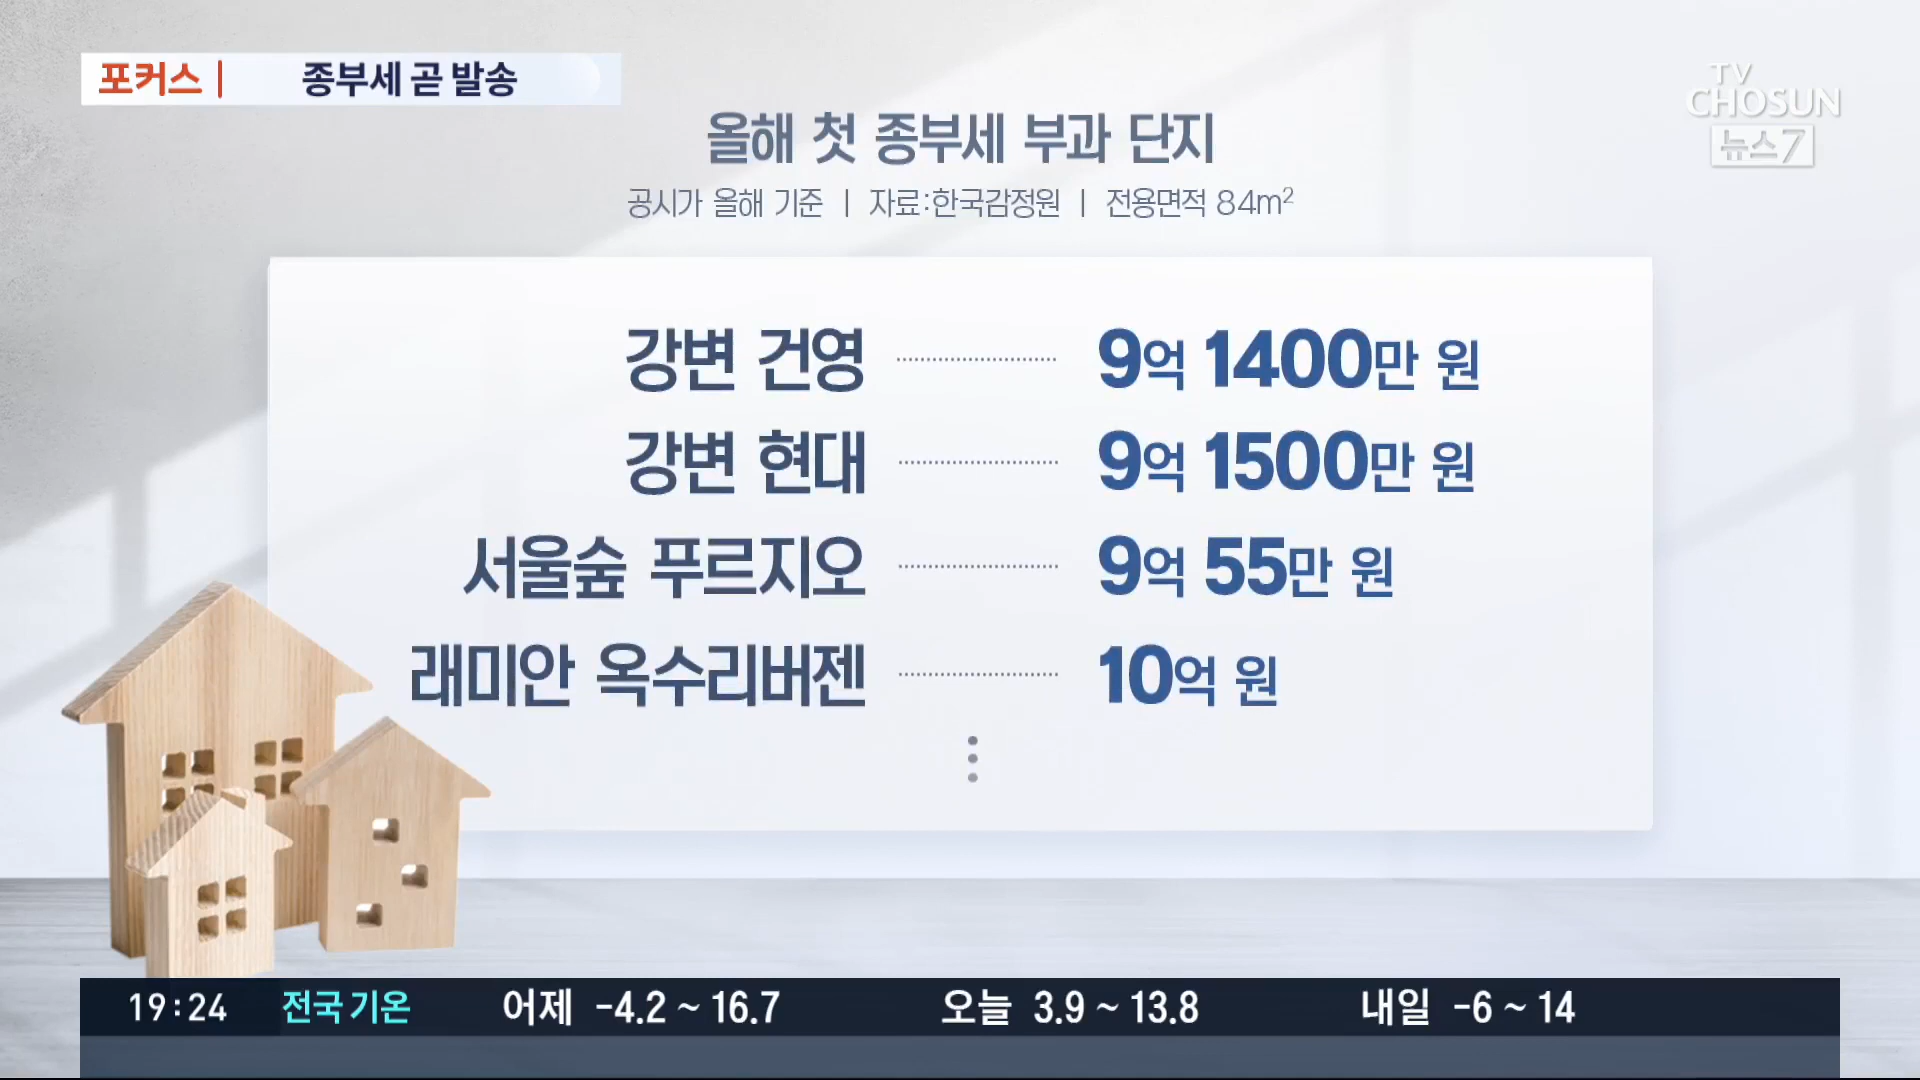 포커스 | 종부세 곧 발송
TV
CHOSUN
뉴스7
올해 첫 종부세 부과 단지
공시가 올해 기준 | 자료:한국감정원 | 전용면적 84m²
강변 건영 9억 1400만 원
강변 현대 9억 1500만 원
서울숲 푸르지오 9억 55만 원
래미안 옥수리버젠 10억 원
19:24 전국 기온 어제 -4.2 ~ 16.7 오늘 3.9 ~ 13.8 내일 -6 ~ 14